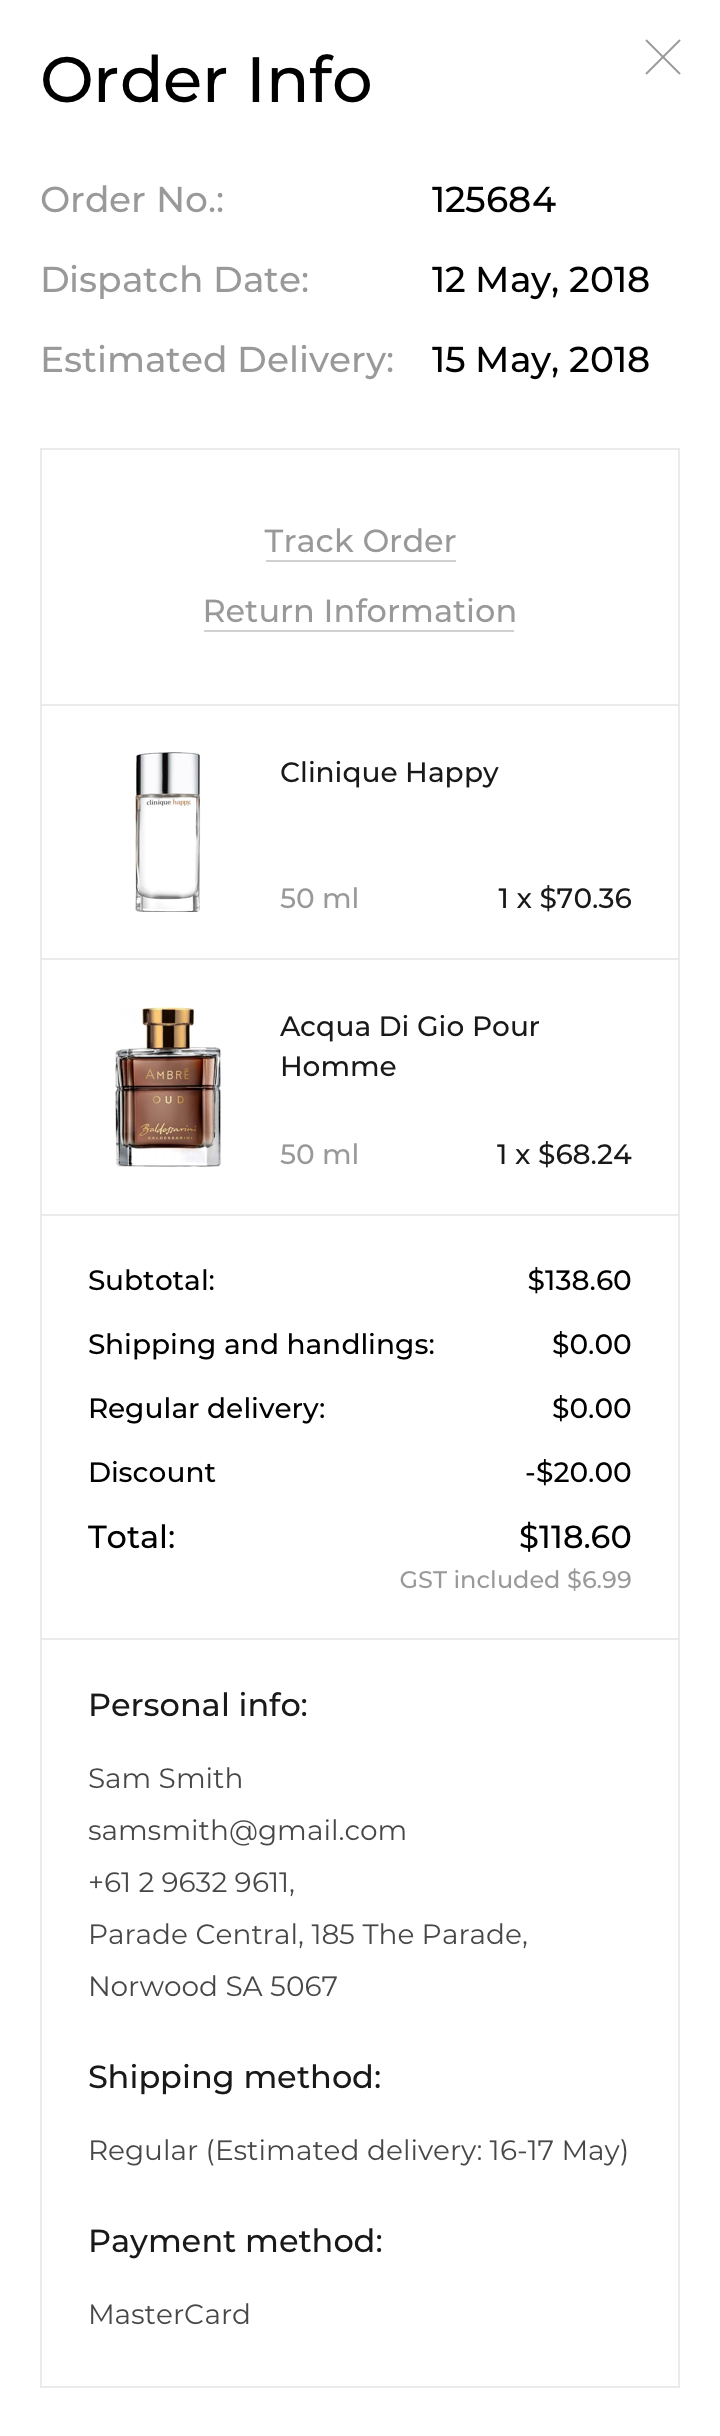 Order Info
Order No.: 125684
Dispatch Date: 12 May, 2018
Estimated Delivery: 15 May, 2018
Track Order
Return Information
clinique happy.
Clinique Happy
50 ml 1 x $70.36
AMBRÉ
OUD
Baldessarini
BALDESSARINI
Acqua Di Gio Pour
Homme
50 ml 1 x $68.24
Subtotal: $138.60
Shipping and handlings: $0.00
Regular delivery: $0.00
Discount -$20.00
Total: $118.60
GST included $6.99
Personal info:
Sam Smith
samsmith@gmail.com
+61 2 9632 9611,
Parade Central, 185 The Parade,
Norwood SA 5067
Shipping method:
Regular (Estimated delivery: 16-17 May)
Payment method:
MasterCard